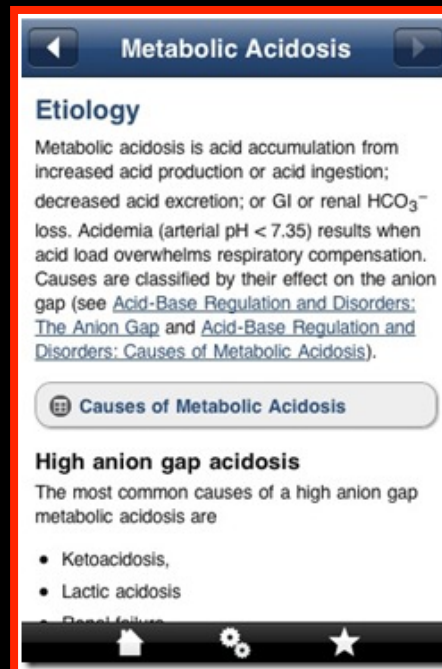 Metabolic Acidosis
Etiology
Metabolic acidosis is acid accumulation from
increased acid production or acid ingestion;
decreased acid excretion; or GI or renal HCO₃⁻
loss. Acidemia (arterial pH < 7.35) results when
acid load overwhelms respiratory compensation.
Causes are classified by their effect on the anion
gap (see Acid-Base Regulation and Disorders:
The Anion Gap and Acid-Base Regulation and
Disorders: Causes of Metabolic Acidosis).
Causes of Metabolic Acidosis
High anion gap acidosis
The most common causes of a high anion gap
metabolic acidosis are
• Ketoacidosis,
• Lactic acidosis
• Renal failure